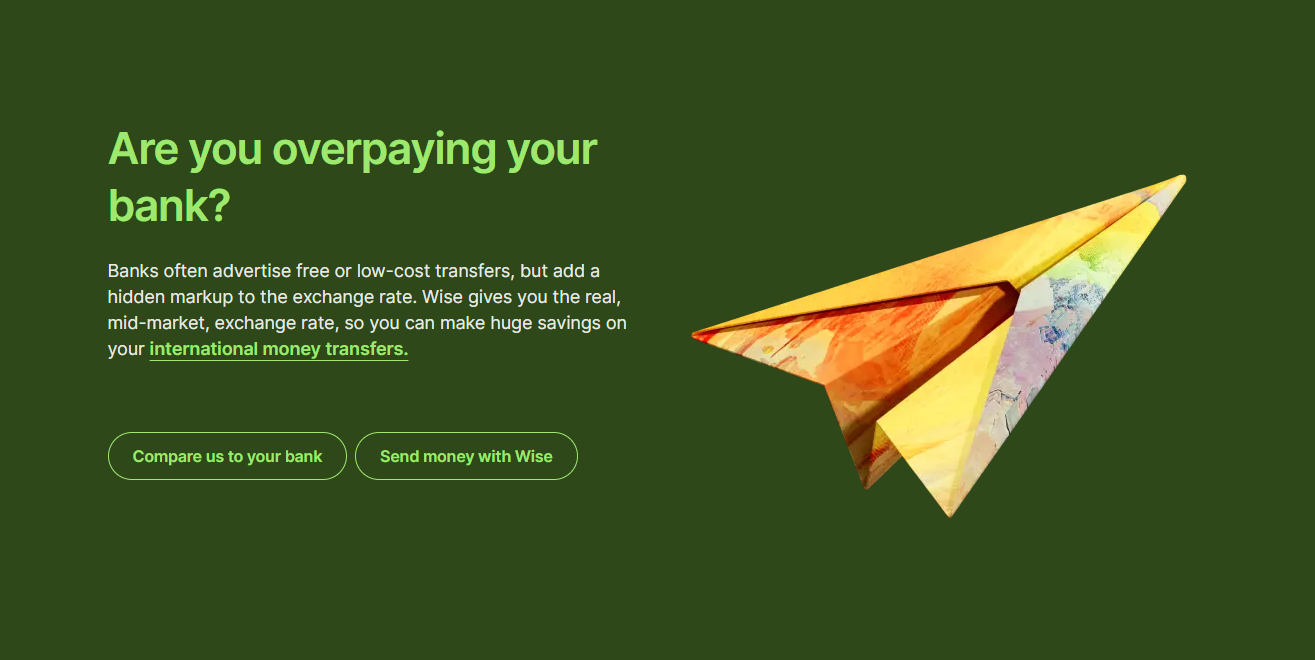 Are you overpaying your
bank?
Banks often advertise free or low-cost transfers, but add a
hidden markup to the exchange rate. Wise gives you the real,
mid-market, exchange rate, so you can make huge savings on
your international money transfers.
Compare us to your bank
Send money with Wise